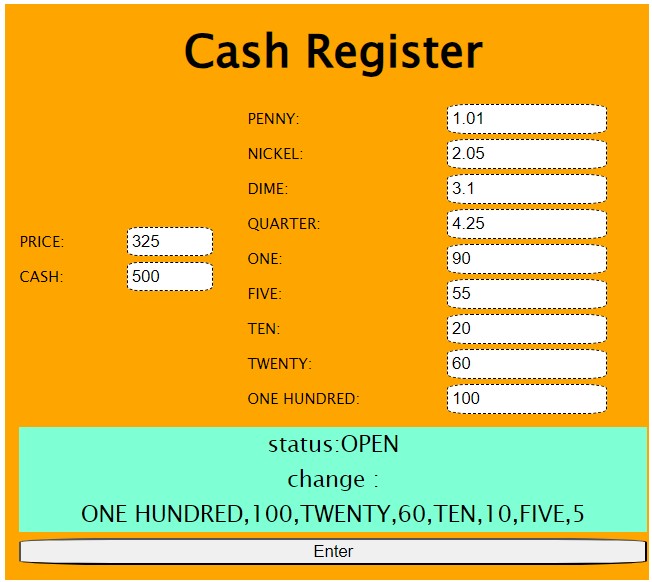 Cash Register
PRICE: 325
CASH: 500
PENNY: 1.01
NICKEL: 2.05
DIME: 3.1
QUARTER: 4.25
ONE: 90
FIVE: 55
TEN: 20
TWENTY: 60
ONE HUNDRED: 100
status:OPEN
change :
ONE HUNDRED,100,TWENTY,60,TEN,10,FIVE,5
Enter